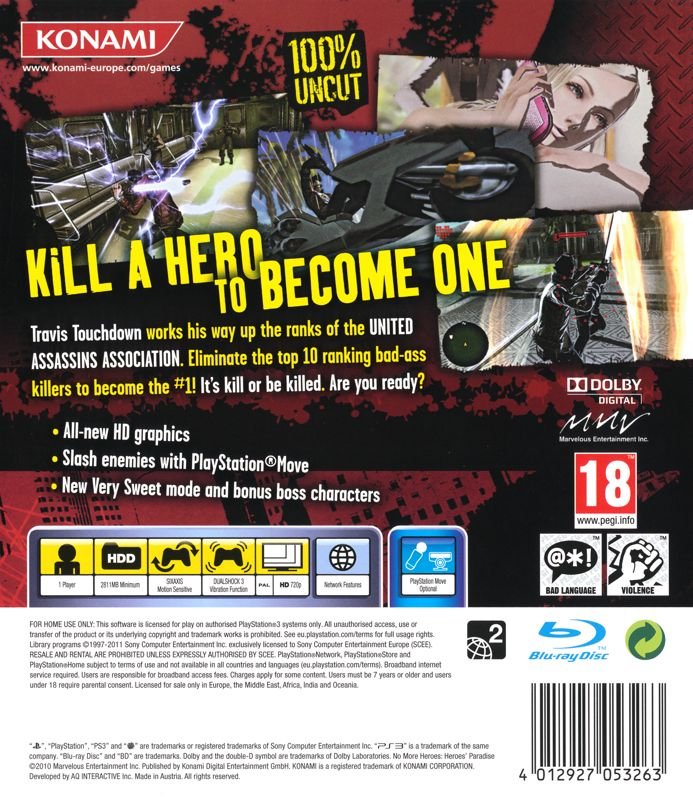 KONAMI
www.konami-europe.com/games
100%
UNCUT
KiLL A HERO
TO BECOME ONE
Travis Touchdown works his way up the ranks of the UNITED
ASSASSINS ASSOCIATION. Eliminate the top 10 ranking bad-ass
killers to become the #1! It's kill or be killed. Are you ready?
• All-new HD graphics
• Slash enemies with PlayStation®Move
• New Very Sweet mode and bonus boss characters
DOLBY
DIGITAL
Marvelous Entertainment Inc.
18
www.pegi.info
HDD
1 Player
2811MB Minimum
SIXAXIS
Motion Sensitive
DUALSHOCK 3
Vibration Function
PAL HD 720p
Network Features
PlayStation Move
Optional
@*!
BAD LANGUAGE
VIOLENCE
FOR HOME USE ONLY: This software is licensed for play on authorised PlayStation®3 systems only. All unauthorised access, use or
transfer of the product or its underlying copyright and trademark works is prohibited. See eu.playstation.com/terms for full usage rights.
Library programs ©1997-2011 Sony Computer Entertainment Inc. exclusively licensed to Sony Computer Entertainment Europe (SCEE).
RESALE AND RENTAL ARE PROHIBITED UNLESS EXPRESSLY AUTHORISED BY SCEE. PlayStation®Network, PlayStation®Store and
PlayStation®Home subject to terms of use and not available in all countries and languages (eu.playstation.com/terms). Broadband internet
service required. Users are responsible for broadband access fees. Charges apply for some content. Users must be 7 years or older and users
under 18 require parental consent. Licensed for sale only in Europe, the Middle East, Africa, India and Oceania.
2
Blu-ray Disc
"", "PlayStation", "PS3" and "" are trademarks or registered trademarks of Sony Computer Entertainment Inc. "PS3" is a trademark of the same
company. "Blu-ray Disc" and "BD" are trademarks. Dolby and the double-D symbol are trademarks of Dolby Laboratories. No More Heroes: Heroes' Paradise
©2010 Marvelous Entertainment Inc. Published by Konami Digital Entertainment GmbH. KONAMI is a registered trademark of KONAMI CORPORATION.
Developed by AQ INTERACTIVE Inc. Made in Austria. All rights reserved.
4 012927 053263